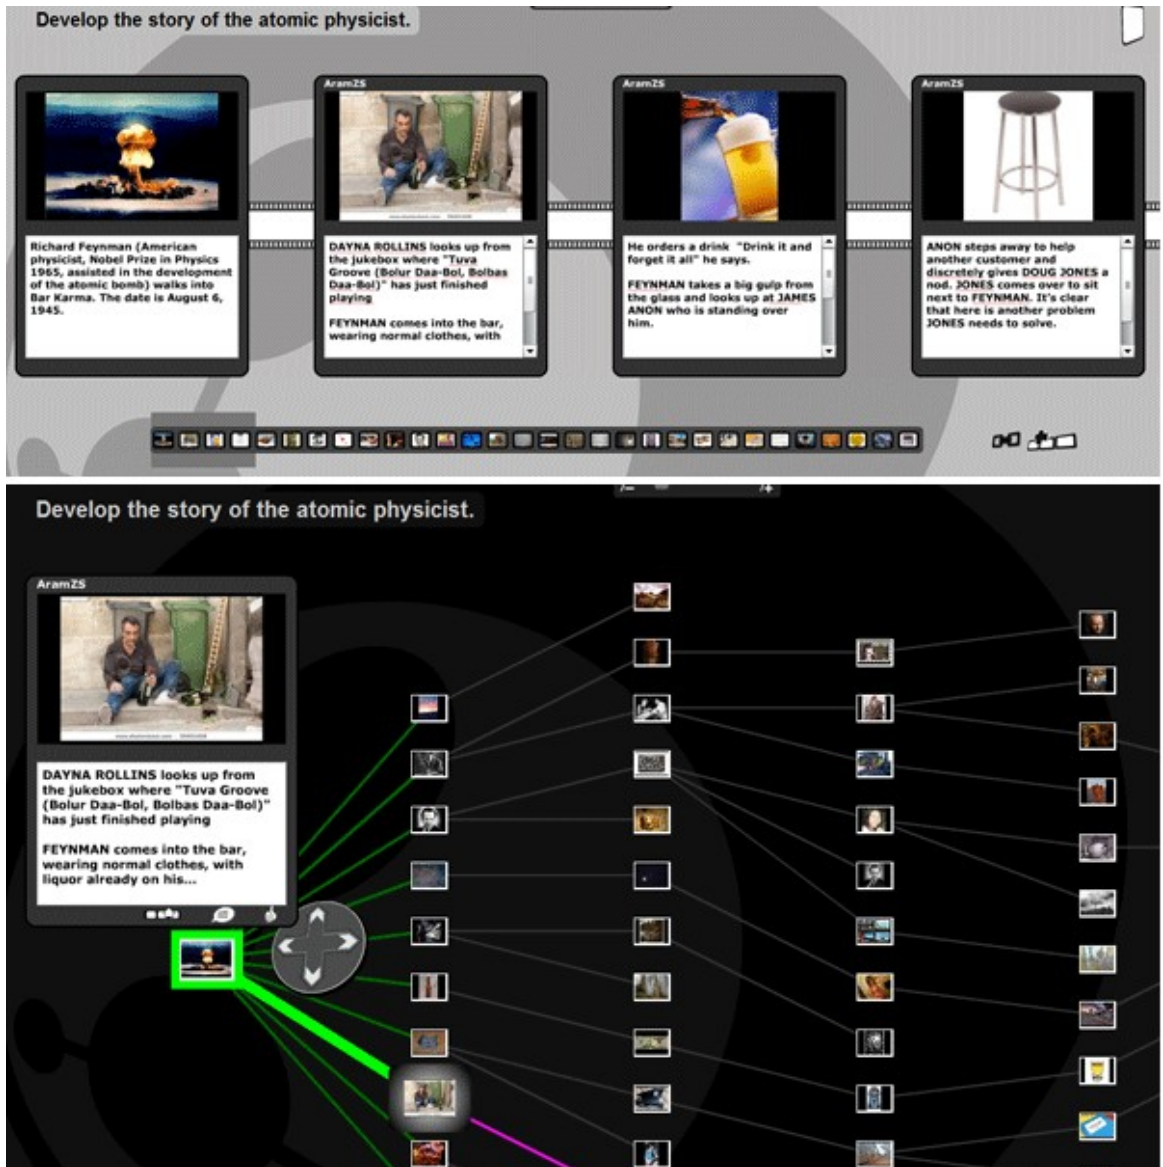 Develop the story of the atomic physicist.
AramZS
AramZS
AramZS
Richard Feynman (American
physicist, Nobel Prize in Physics
1965, assisted in the development
of the atomic bomb) walks into
Bar Karma. The date is August 6,
1945.
DAYNA ROLLINS looks up from
the jukebox where "Tuva
Groove (Bolur Daa-Bol, Bolbas
Daa-Bol)" has just finished
playing
FEYNMAN comes into the bar,
wearing normal clothes, with
He orders a drink "Drink it and
forget it all" he says.
FEYNMAN takes a big gulp from
the glass and looks up at JAMES
ANON who is standing over
him.
ANON steps away to help
another customer and
discretely gives DOUG JONES a
nod. JONES comes over to sit
next to FEYNMAN. It's clear
that here is another problem
JONES needs to solve.
Develop the story of the atomic physicist.
AramZS
DAYNA ROLLINS looks up from
the jukebox where "Tuva Groove
(Bolur Daa-Bol, Bolbas Daa-Bol)"
has just finished playing
FEYNMAN comes into the bar,
wearing normal clothes, with
liquor already on his...